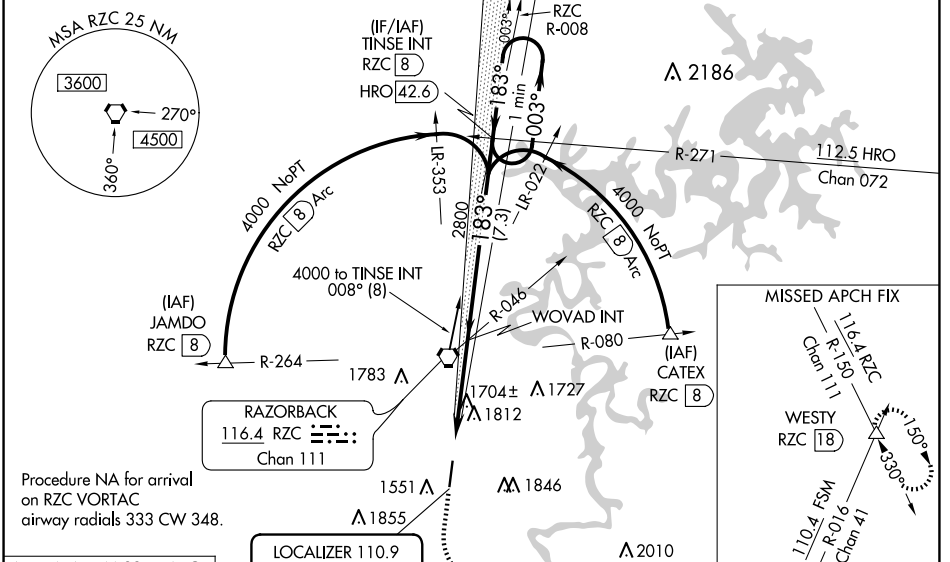 MSA RZC 25 NM
3600
270°
4500
360°
(IF/IAF)
TINSE INT
RZC 8
HRO 42.6
003°
RZC
R-008
183°
1 min
003°
2186
R-271
112.5 HRO
Chan 072
4000 NoPT
RZC 8 Arc
LR-353
2800
183°
(7.3)
LR-022
4000 NoPT
RZC 8 Arc
4000 to TINSE INT
008° (8)
R-046
WOVAD INT
(IAF)
JAMDO
RZC 8
R-264
R-080
(IAF)
CATEX
RZC 8
1783
1704±
1727
1812
RAZORBACK
116.4 RZC
Chan 111
1551
1846
1855
2010
Procedure NA for arrival
on RZC VORTAC
airway radials 333 CW 348.
LOCALIZER 110.9
MISSED APCH FIX
116.4 RZC
R-150
Chan 111
WESTY
RZC 18
150°
330°
110.4 FSM
R-016
Chan 41